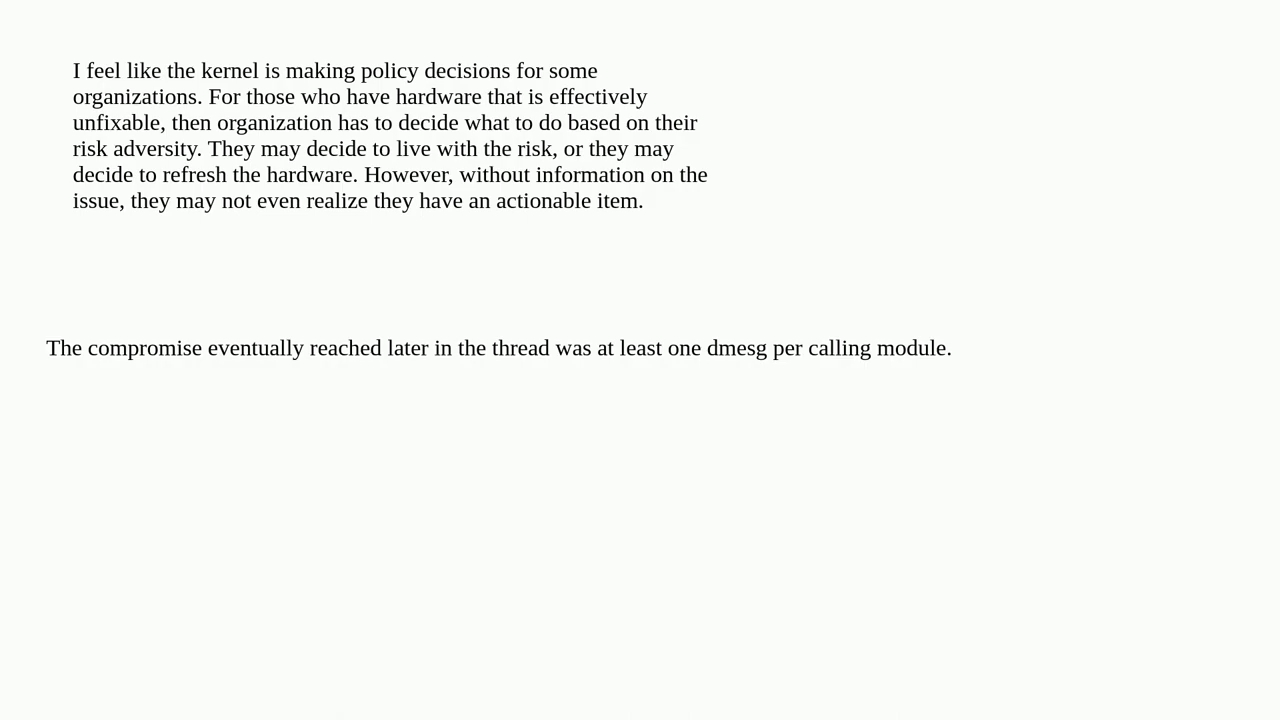 I feel like the kernel is making policy decisions for some
organizations. For those who have hardware that is effectively
unfixable, then organization has to decide what to do based on their
risk adversity. They may decide to live with the risk, or they may
decide to refresh the hardware. However, without information on the
issue, they may not even realize they have an actionable item.
The compromise eventually reached later in the thread was at least one dmesg per calling module.